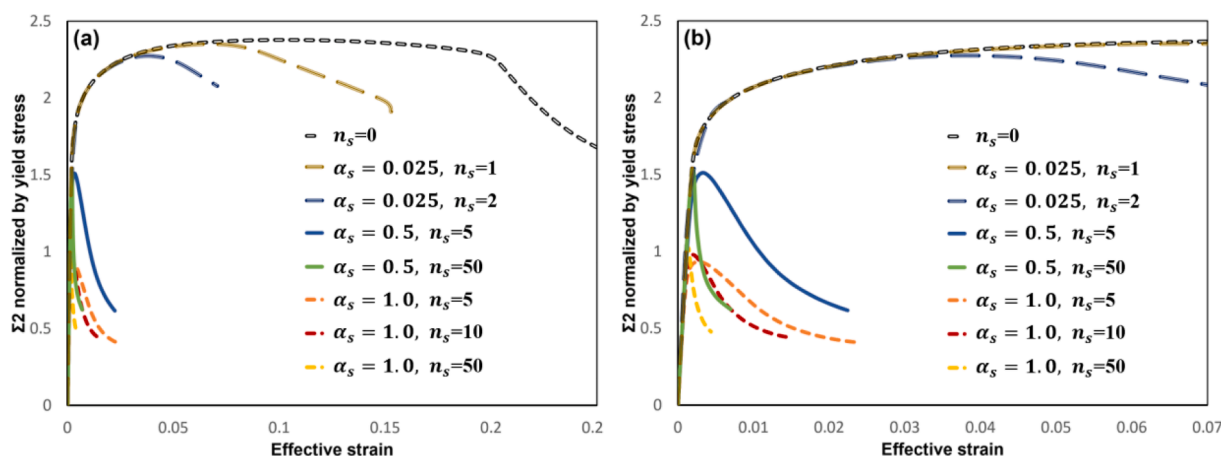 (a)
Σ2 normalized by yield stress
2.5
2
1.5
1
0.5
0
0
0.05
0.1
0.15
0.2
0.2
Effective strain
n_s=0
α_s = 0.025, n_s=1
α_s = 0.025, n_s=2
α_s = 0.5, n_s=5
α_s = 0.5, n_s=50
α_s = 1.0, n_s=5
α_s = 1.0, n_s=10
α_s = 1.0, n_s=50
(b)
Σ2 normalized by yield stress
2.5
2
1.5
1
0.5
0
0
0.01
0.02
0.03
0.04
0.05
0.06
0.07
Effective strain
n_s=0
α_s = 0.025, n_s=1
α_s = 0.025, n_s=2
α_s = 0.5, n_s=5
α_s = 0.5, n_s=50
α_s = 1.0, n_s=5
α_s = 1.0, n_s=10
α_s = 1.0, n_s=50